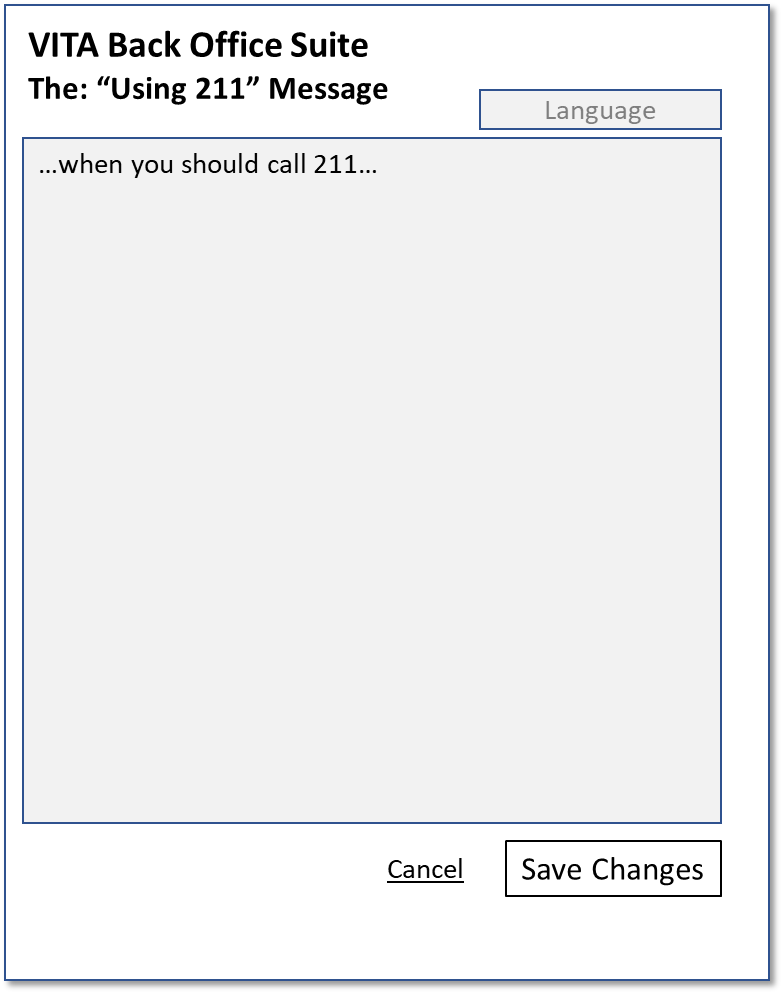 VITA Back Office Suite
The: “Using 211” Message
Language
…when you should call 211…
Cancel
Save Changes